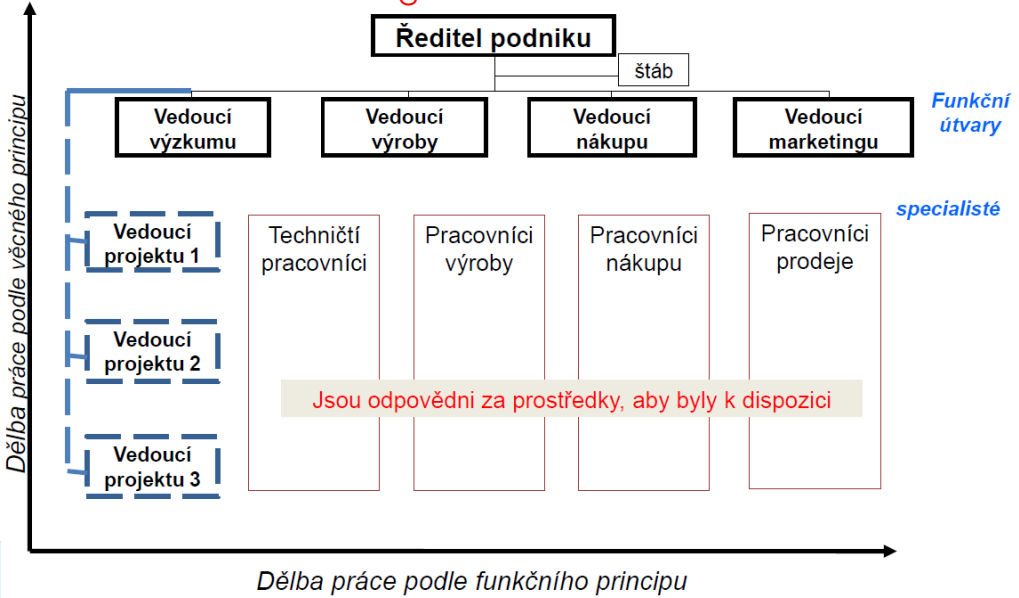 Ředitel podniku
štáb
Vedoucí
výzkumu
Vedoucí
výroby
Vedoucí
nákupu
Vedoucí
marketingu
Funkční
útvary
specialisté
Vedoucí
projektu 1
Techničtí
pracovníci
Pracovníci
výroby
Pracovníci
nákupu
Pracovníci
prodeje
Vedoucí
projektu 2
Jsou odpovědni za prostředky, aby byly k dispozici
Vedoucí
projektu 3
Dělba práce podle věcného principu
Dělba práce podle funkčního principu